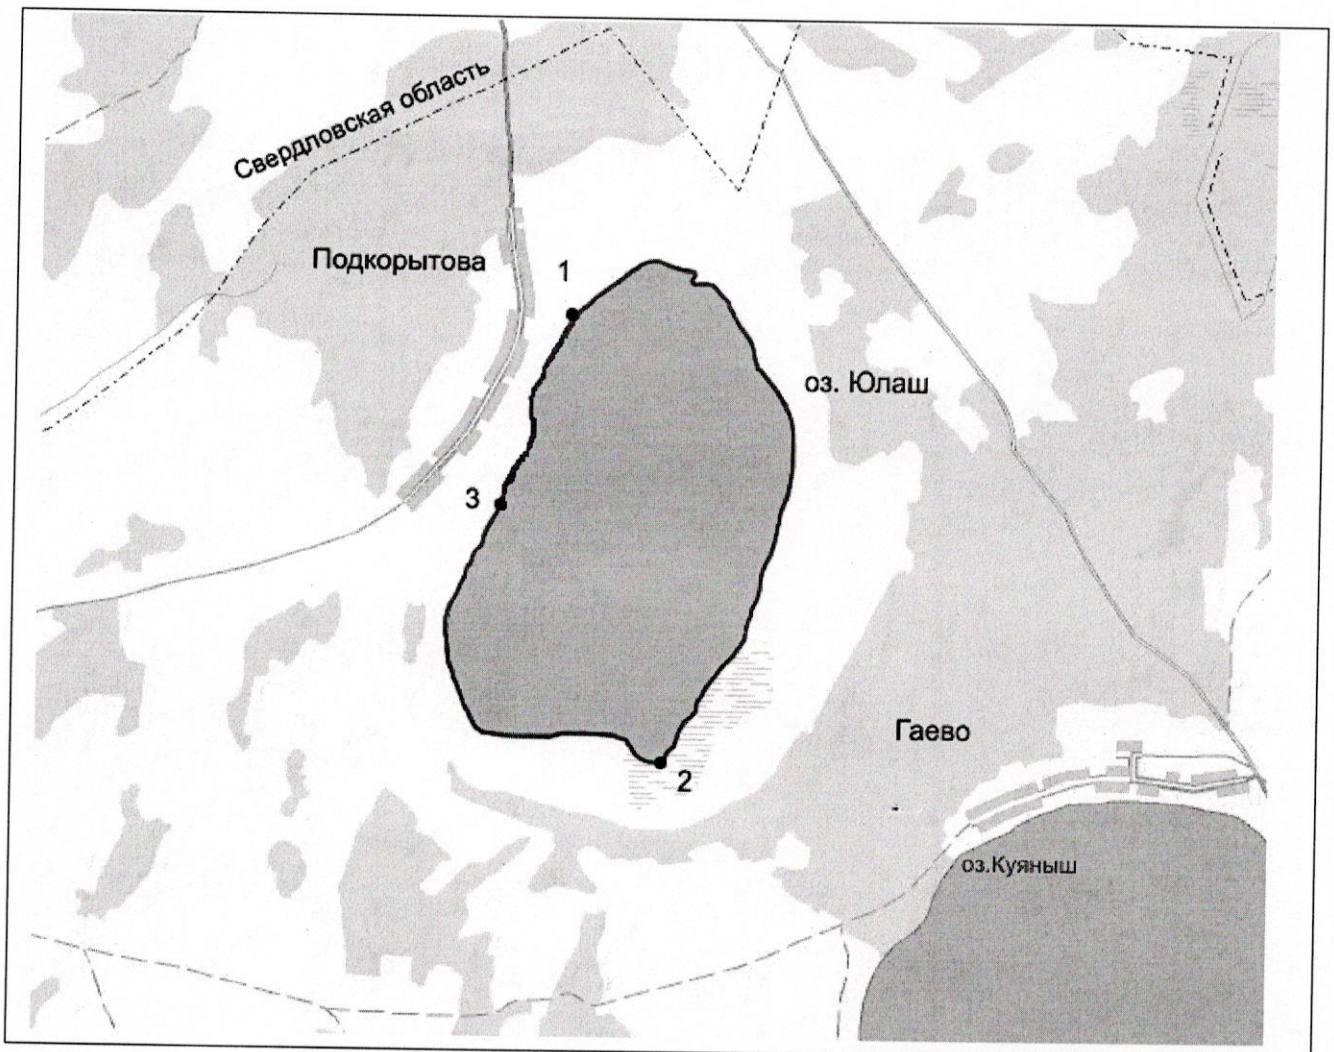 Свердловская область
Подкорытова
1
оз. Юлаш
3
Гаево
2
оз.Куяныш